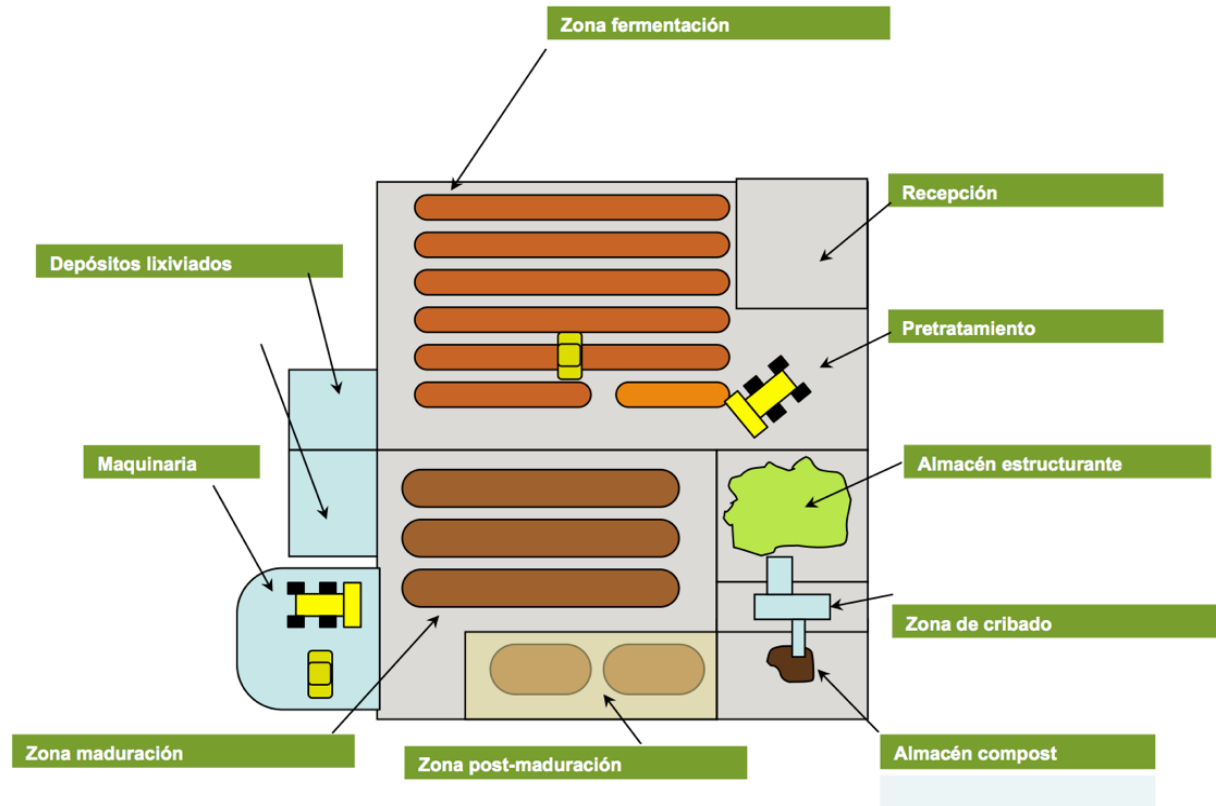 Zona fermentación
Recepción
Depósitos lixiviados
Pretratamiento
Maquinaria
Almacén estructurante
Zona de cribado
Zona maduración
Zona post-maduración
Almacén compost